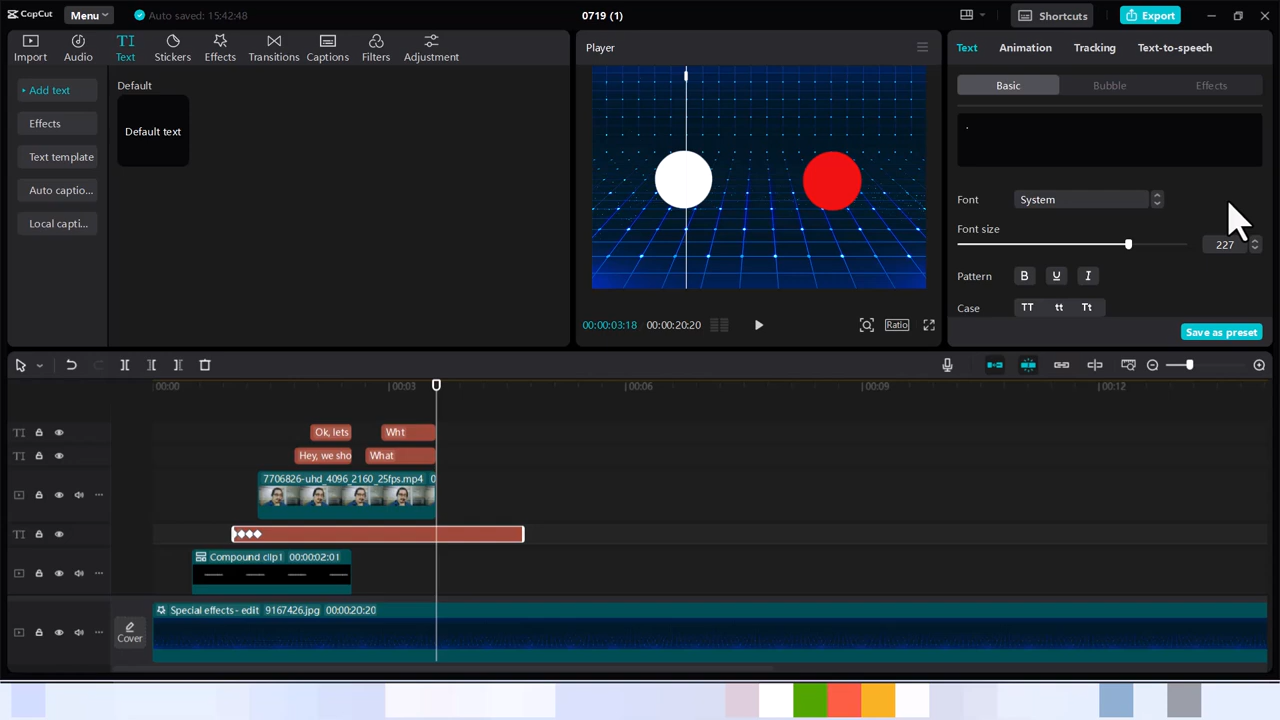 CapCut Menu Auto saved: 15:42:48 0719 (1) Shortcuts Export
Import Audio Text Stickers Effects Transitions Captions Filters Adjustment
Add text
Effects
Text template
Auto captio...
Local capti...
Default
Default text
Player
00:00:03:18 00:00:20:20 Ratio
Text Animation Tracking Text-to-speech
Basic Bubble Effects
.
Font System
Font size
227
Pattern B U I
Case TT tt Tt
Save as preset
00:00 00:03 00:06 00:09 00:12
TI Ok, lets Wht
TI Hey, we sho What
7706826-uhd_4096_2160_25fps.mp4 0
TI
Compound clip1 00:00:02:01
Special effects - edit 9167426.jpg 00:00:20:20
Cover